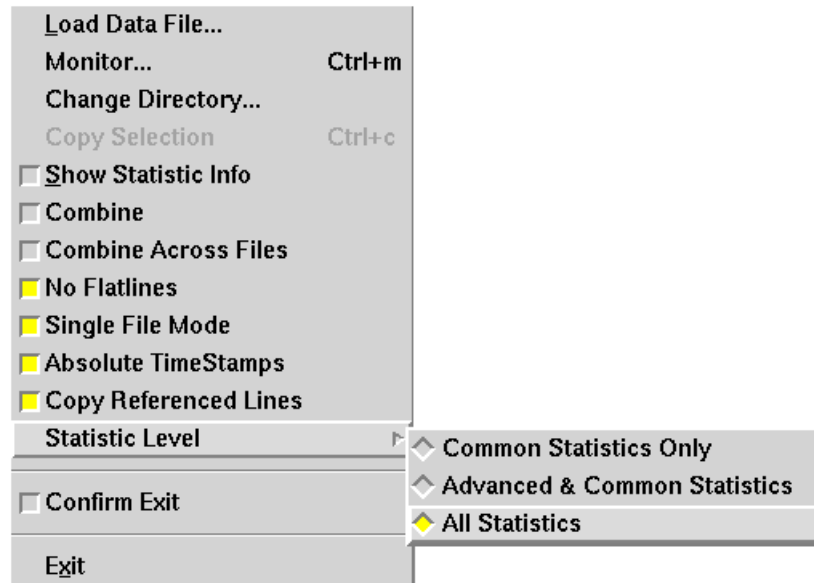 Load Data File...
Monitor... Ctrl+m
Change Directory...
Copy Selection Ctrl+c
Show Statistic Info
Combine
Combine Across Files
No Flatlines
Single File Mode
Absolute TimeStamps
Copy Referenced Lines
Statistic Level
Common Statistics Only
Advanced & Common Statistics
All Statistics
Confirm Exit
Exit